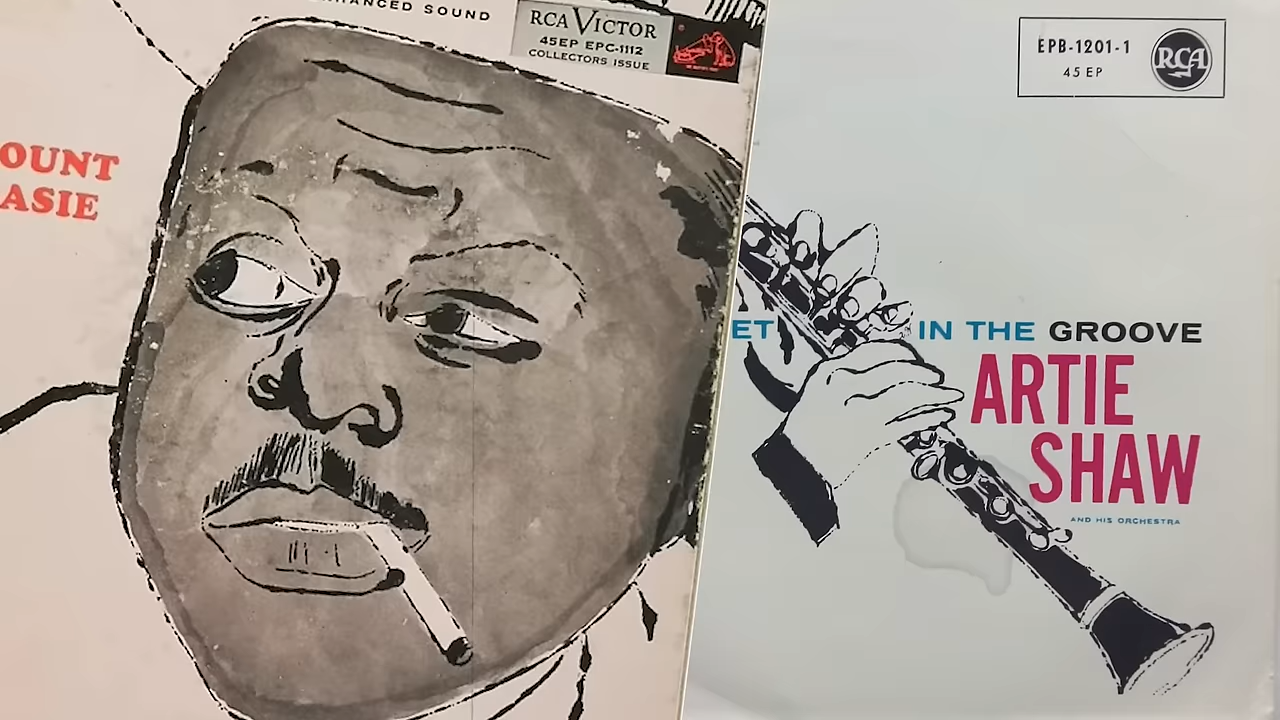 ENHANCED SOUND
RCA VICTOR
45EP EPC-1112
COLLECTORS ISSUE
OUNT
ASIE
EPB-1201-1
45 EP
RCA
ET IN THE GROOVE
ARTIE
SHAW
AND HIS ORCHESTRA